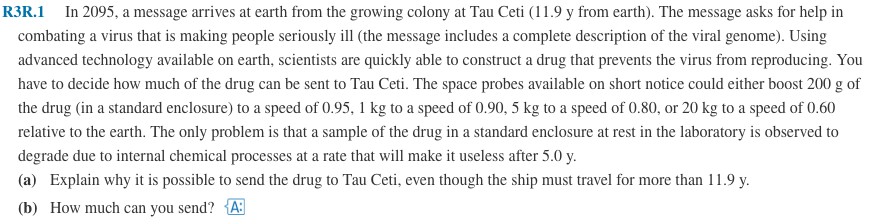 R3R.1 In 2095, a message arrives at earth from the growing colony at Tau Ceti (11.9 y from earth). The message asks for help in
combating a virus that is making people seriously ill (the message includes a complete description of the viral genome). Using
advanced technology available on earth, scientists are quickly able to construct a drug that prevents the virus from reproducing. You
have to decide how much of the drug can be sent to Tau Ceti. The space probes available on short notice could either boost 200 g of
the drug (in a standard enclosure) to a speed of 0.95, 1 kg to a speed of 0.90, 5 kg to a speed of 0.80, or 20 kg to a speed of 0.60
relative to the earth. The only problem is that a sample of the drug in a standard enclosure at rest in the laboratory is observed to
degrade due to internal chemical processes at a rate that will make it useless after 5.0 y.
(a) Explain why it is possible to send the drug to Tau Ceti, even though the ship must travel for more than 11.9 y.
(b) How much can you send? A: